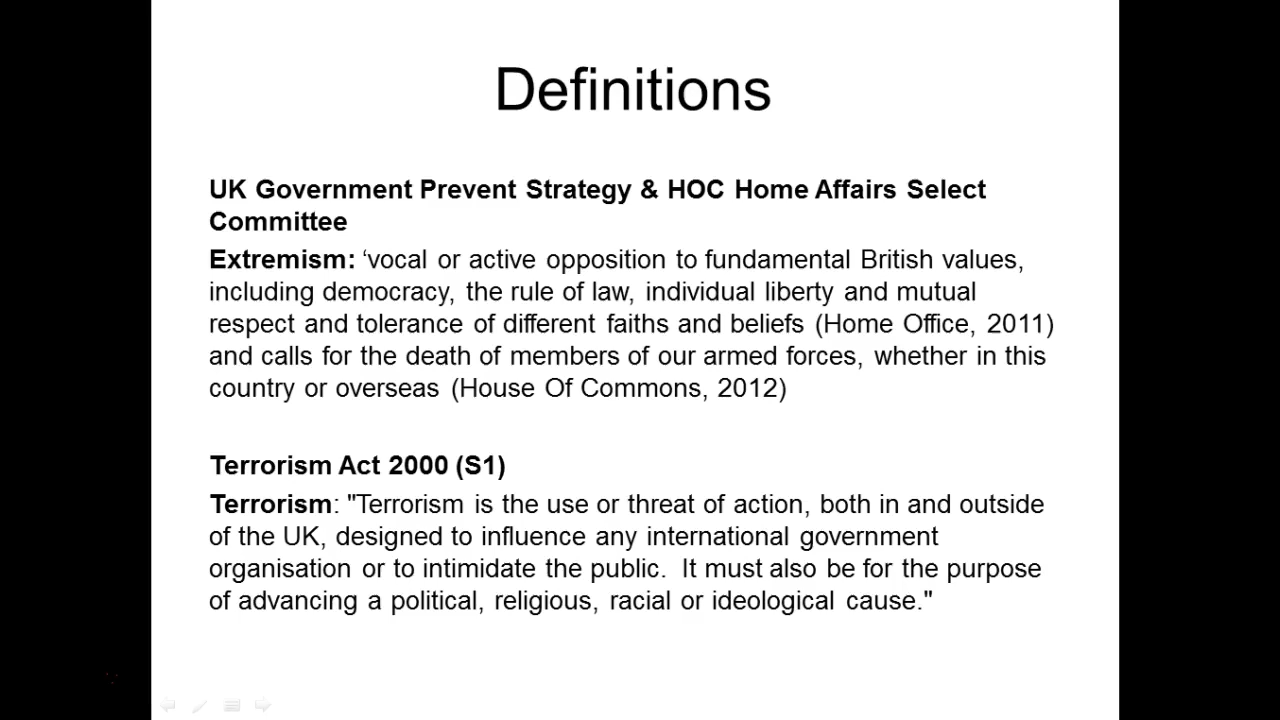 Definitions
UK Government Prevent Strategy & HOC Home Affairs Select
Committee
Extremism: ‘vocal or active opposition to fundamental British values,
including democracy, the rule of law, individual liberty and mutual
respect and tolerance of different faiths and beliefs (Home Office, 2011)
and calls for the death of members of our armed forces, whether in this
country or overseas (House Of Commons, 2012)
Terrorism Act 2000 (S1)
Terrorism: "Terrorism is the use or threat of action, both in and outside
of the UK, designed to influence any international government
organisation or to intimidate the public.  It must also be for the purpose
of advancing a political, religious, racial or ideological cause."